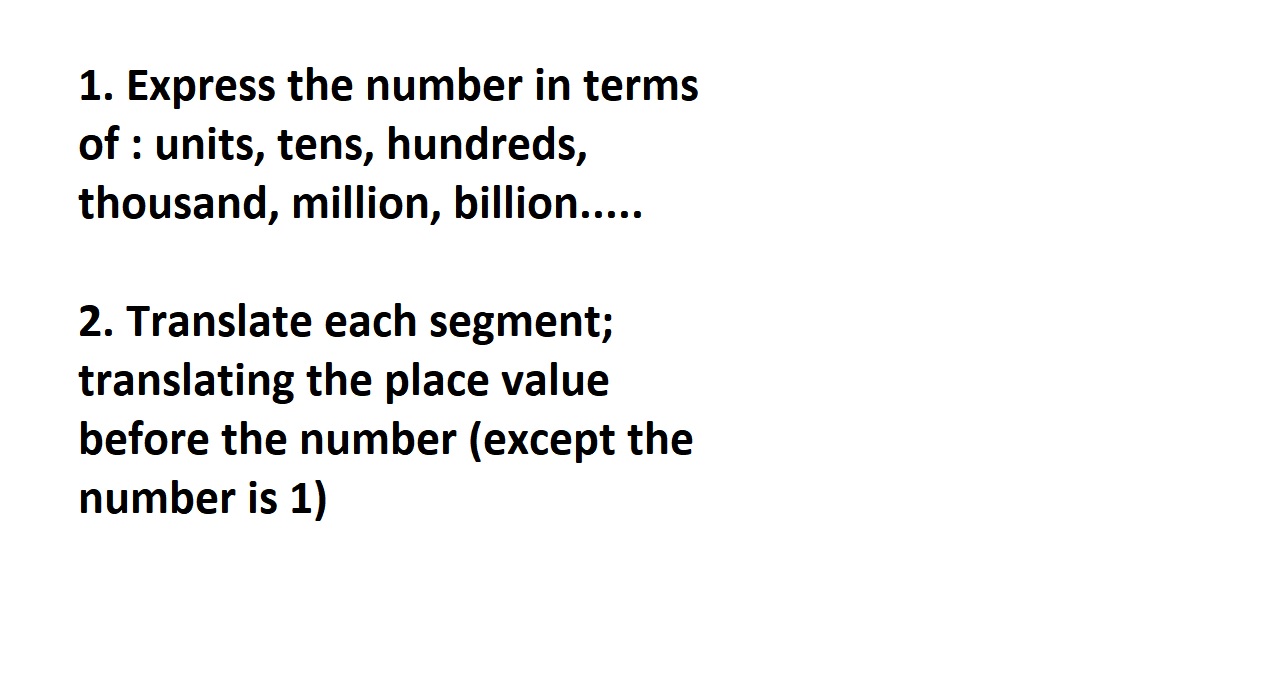 1. Express the number in terms
of : units, tens, hundreds,
thousand, million, billion.....
2. Translate each segment;
translating the place value
before the number (except the
number is 1)